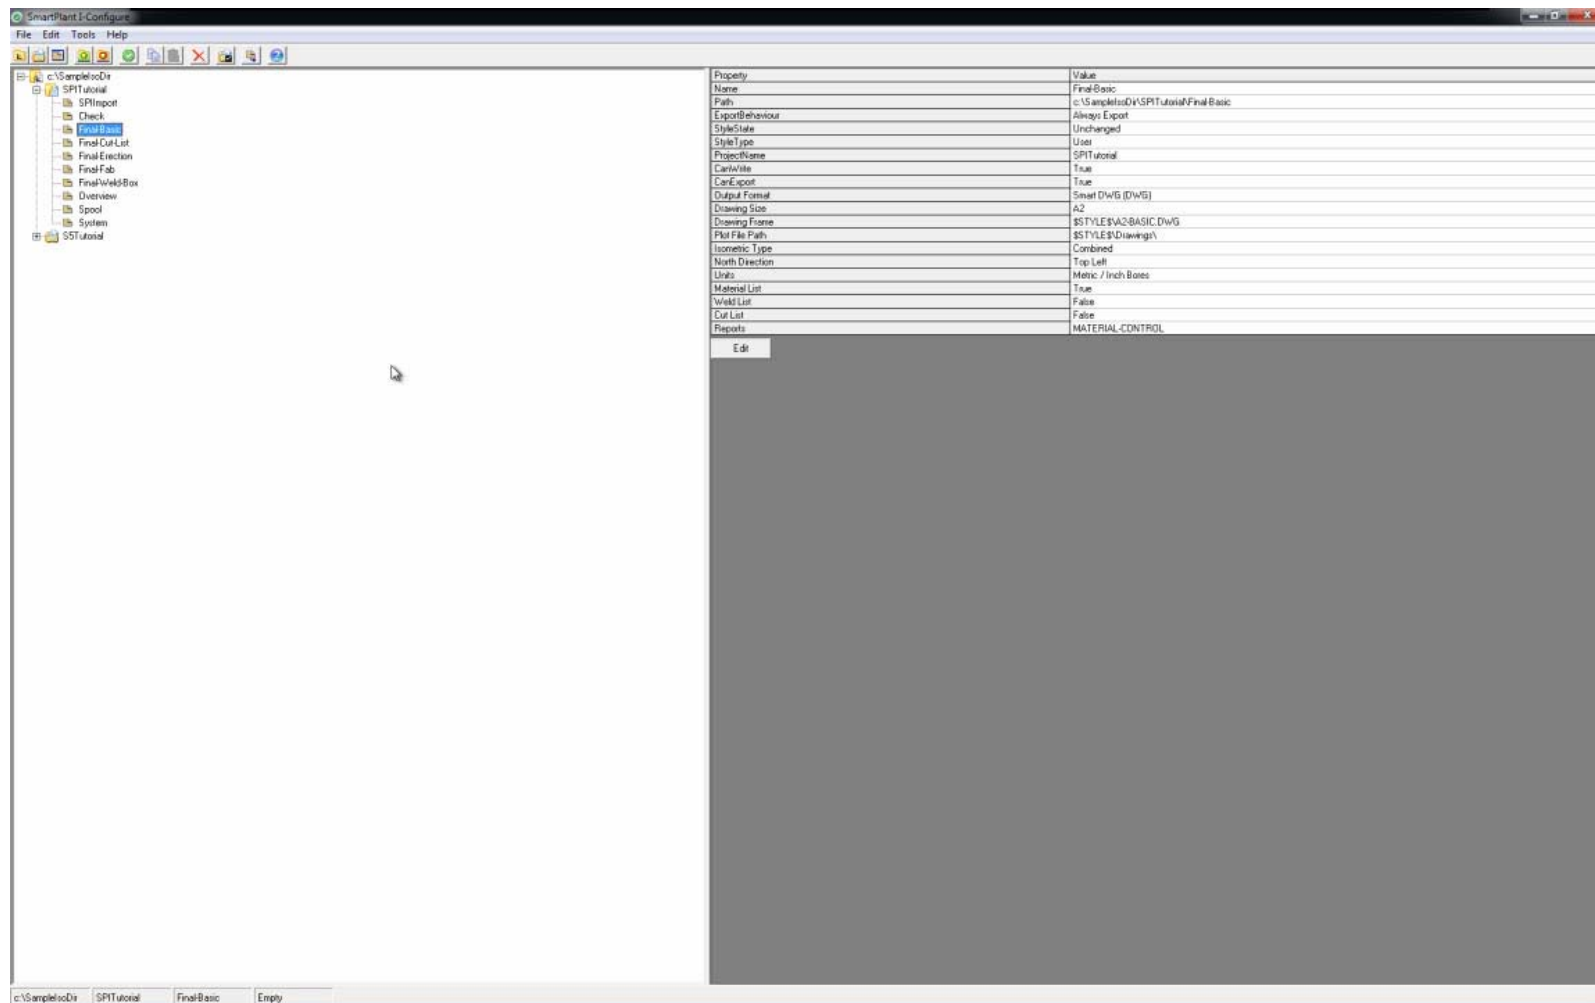 SmartPlant I-Configure
File Edit Tools Help
c:\SampleIsoDir
SPITutorial
SPIImport
Check
Final-Basic
Final-Cut-List
Final-Erection
Final-Fab
Final-Weld-Box
Overview
Spool
System
S5Tutorial
Property Value
Name Final-Basic
Path c:\SampleIsoDir\SPITutorial\Final-Basic
ExportBehaviour Always Export
StyleState Unchanged
StyleType User
ProjectName SPITutorial
CanWrite True
CanExport True
Output Format Smart DWG (DWG)
Drawing Size A2
Drawing Frame $STYLE$\A2-BASIC.DWG
Plot File Path $STYLE$\Drawings\
Isometric Type Combined
North Direction Top Left
Units Metric / Inch Bores
Material List True
Weld List False
Cut List False
Reports MATERIAL-CONTROL
Edit
c:\SampleIsoDir SPITutorial Final-Basic Empty